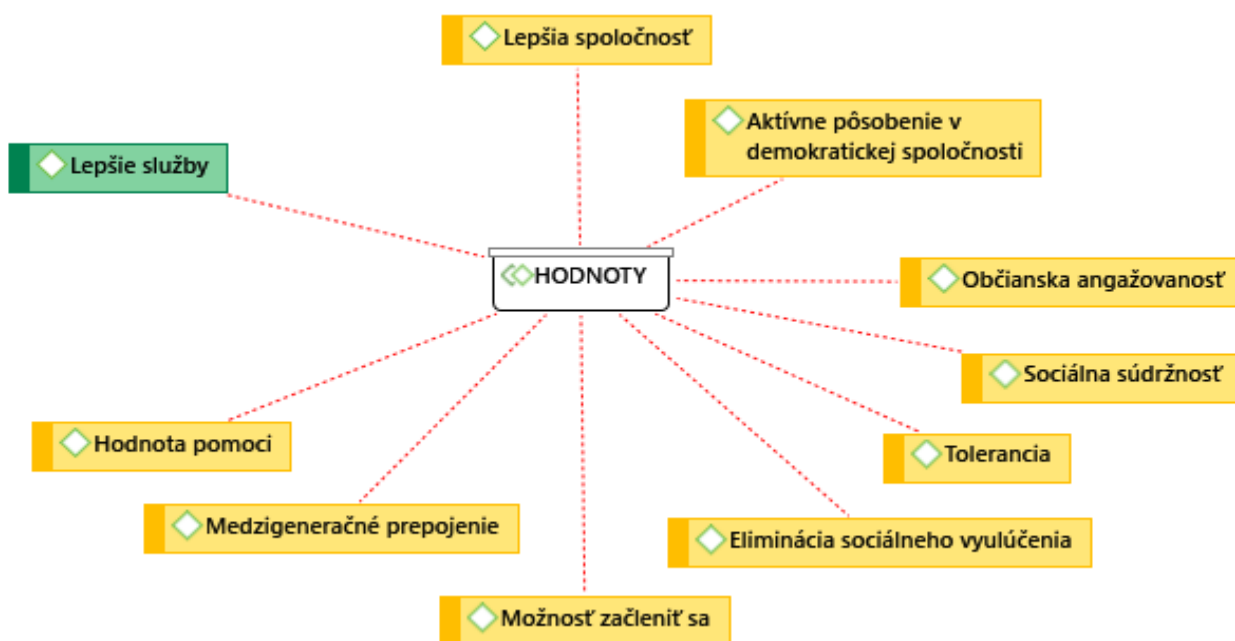 Lepšia spoločnosť
Aktívne pôsobenie v
demokratickej spoločnosti
Lepšie služby
HODNOTY
Občianska angažovanosť
Sociálna súdržnosť
Hodnota pomoci
Tolerancia
Medzigeneračné prepojenie
Eliminácia sociálneho vyulúčenia
Možnosť začleniť sa